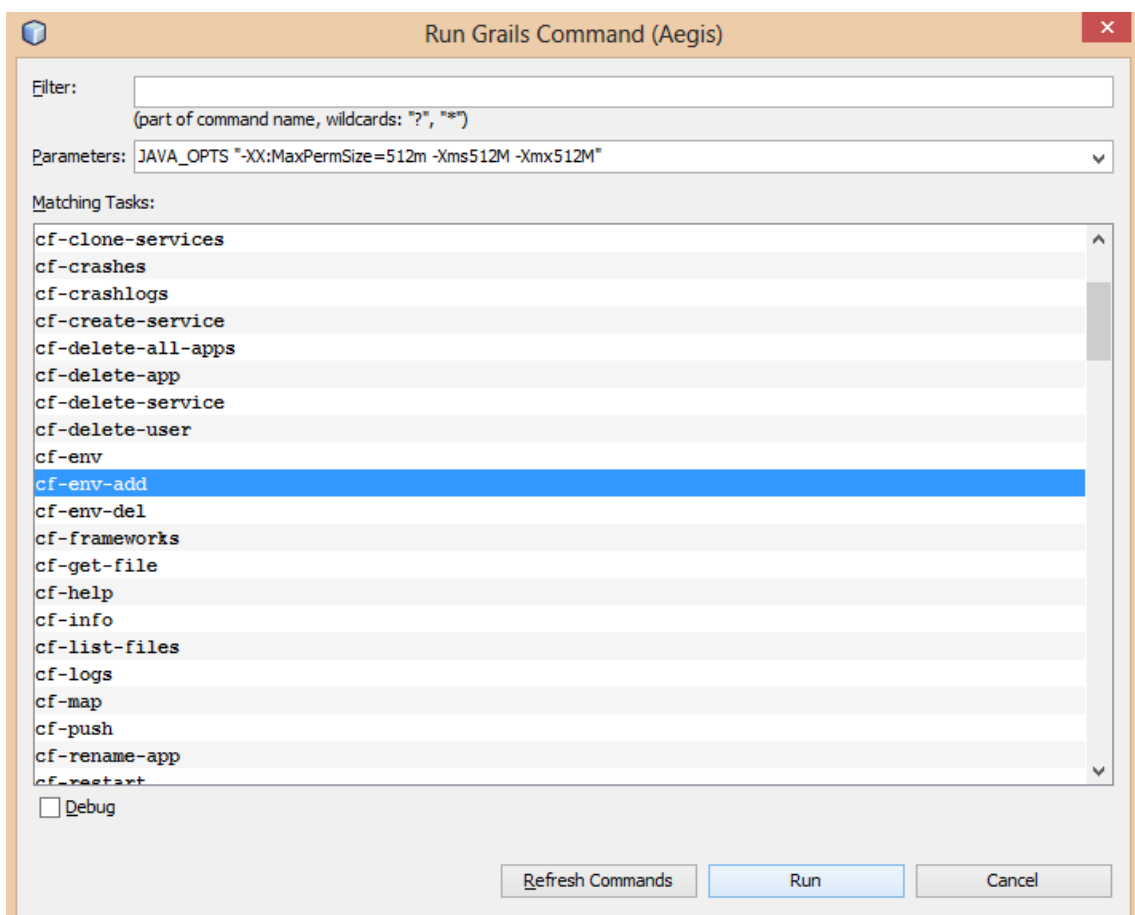 Run Grails Command (Aegis)
Filter:
(part of command name, wildcards: "?", "*")
Parameters: JAVA_OPTS "-XX:MaxPermSize=512m -Xms512M -Xmx512M"
Matching Tasks:
cf-clone-services
cf-crashes
cf-crashlogs
cf-create-service
cf-delete-all-apps
cf-delete-app
cf-delete-service
cf-delete-user
cf-env
cf-env-add
cf-env-del
cf-frameworks
cf-get-file
cf-help
cf-info
cf-list-files
cf-logs
cf-map
cf-push
cf-rename-app
cf-restart
Debug
Refresh Commands Run Cancel